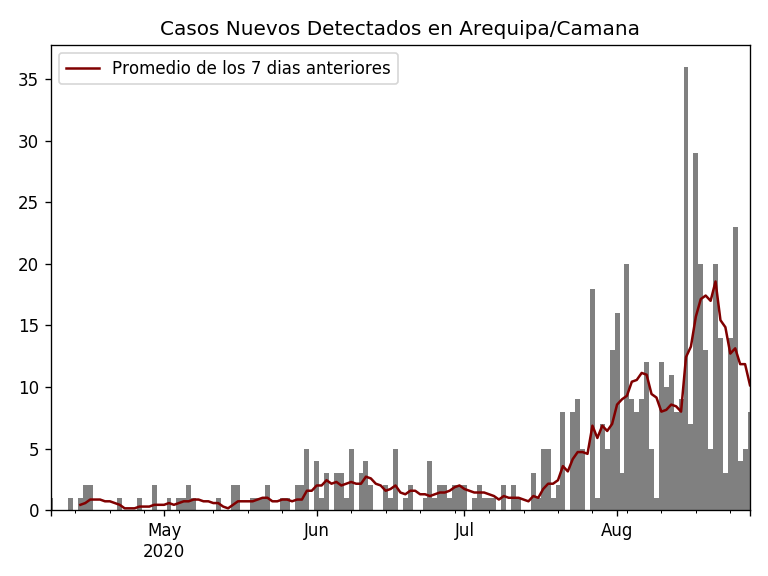 Casos Nuevos Detectados en Arequipa/Camana
Promedio de los 7 dias anteriores
35
30
25
20
15
10
5
0
May
2020
Jun
Jul
Aug